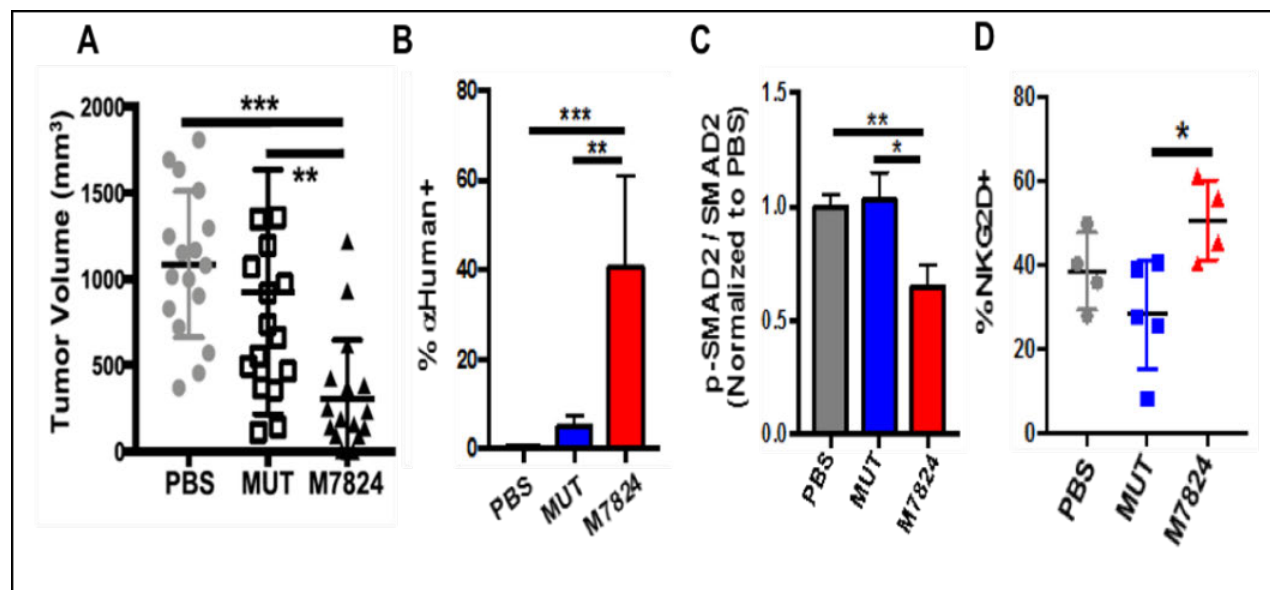 A
Tumor Volume (mm³)
2000
1500
1000
500
0
***
**
PBS MUT M7824
B
% αHuman+
80
60
40
20
0
***
**
PBS
MUT
M7824
C
p-SMAD2 / SMAD2
(Normalized to PBS)
1.5
1.0
0.5
0.0
**
*
PBS
MUT
M7824
D
%NKG2D+
80
60
40
20
0
*
PBS
MUT
M7824